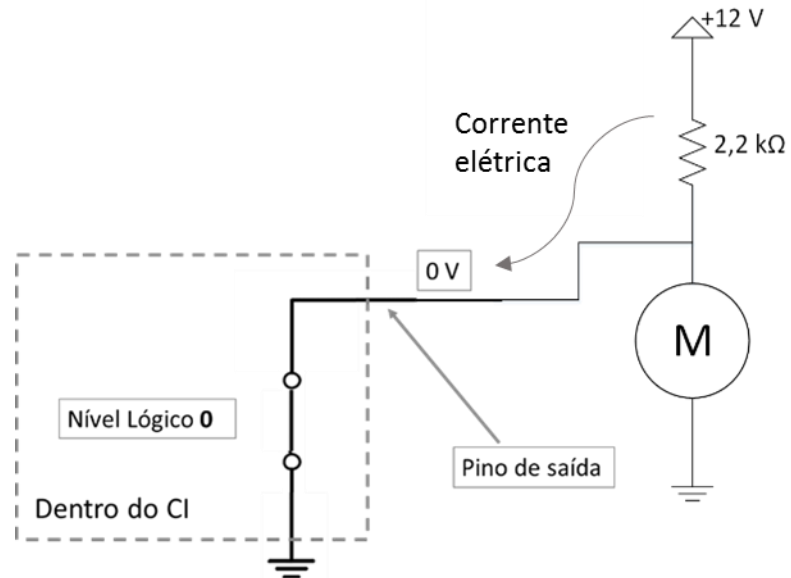 +12 V
Corrente
elétrica
2,2 kΩ
0 V
M
Nível Lógico 0
Pino de saída
Dentro do CI